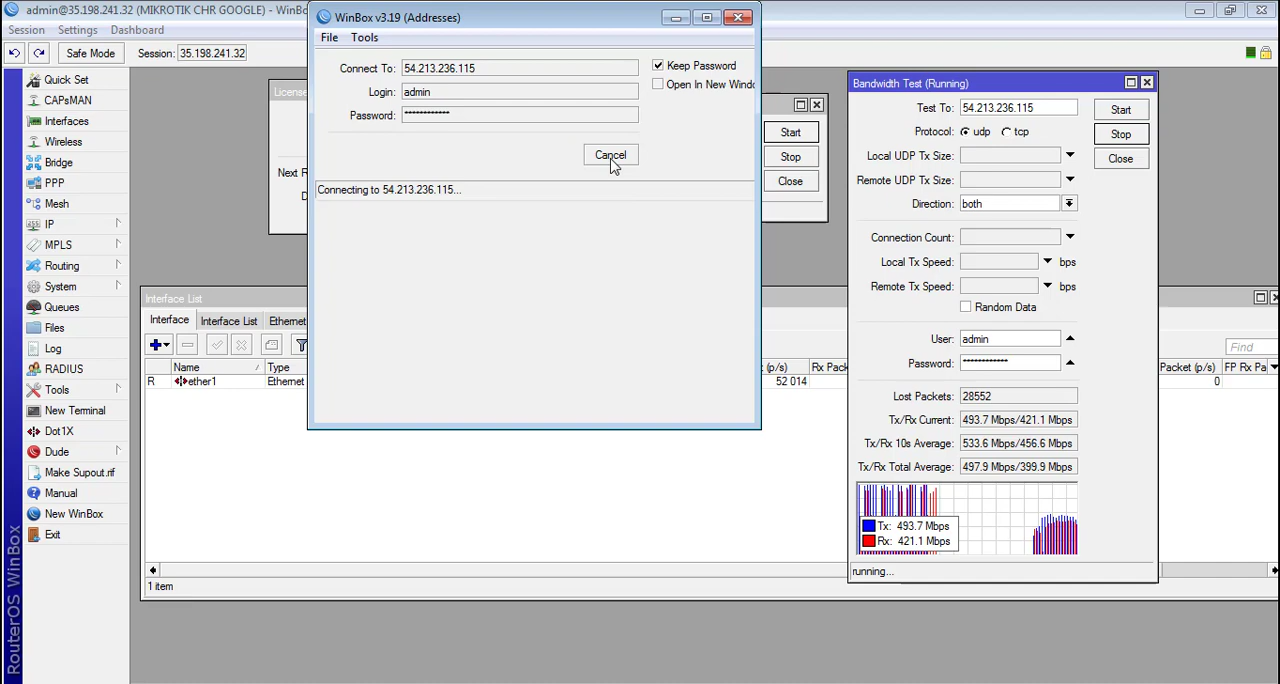 admin@35.198.241.32 (MIKROTIK CHR GOOGLE) - WinBo
Session Settings Dashboard
Safe Mode Session: 35.198.241.32
Quick Set
CAPsMAN
Interfaces
Wireless
Bridge
PPP
Mesh
IP
MPLS
Routing
System
Queues
Files
Log
RADIUS
Tools
New Terminal
Dot1X
Dude
Make Supout.rif
Manual
New WinBox
Exit
RouterOS WinBox
License
Next R
D
WinBox v3.19 (Addresses)
File Tools
Connect To: 54.213.236.115
Keep Password
Open In New Windo
Login: admin
Password: ************
Cancel
Connecting to 54.213.236.115...
Start
Stop
Close
Interface List
Interface Interface List Ethernet
Find
Name Type (p/s) Rx Pack Packet (p/s) FP Rx Pa
R ether1 Ethernet 52 014 0
1 item
Bandwidth Test (Running)
Test To: 54.213.236.115
Start
Protocol: udp tcp
Stop
Local UDP Tx Size:
Close
Remote UDP Tx Size:
Direction: both
Connection Count:
Local Tx Speed: bps
Remote Tx Speed: bps
Random Data
User: admin
Password: ************
Lost Packets: 28552
Tx/Rx Current: 493.7 Mbps/421.1 Mbps
Tx/Rx 10s Average: 533.6 Mbps/456.6 Mbps
Tx/Rx Total Average: 497.9 Mbps/399.9 Mbps
Tx: 493.7 Mbps
Rx: 421.1 Mbps
running...